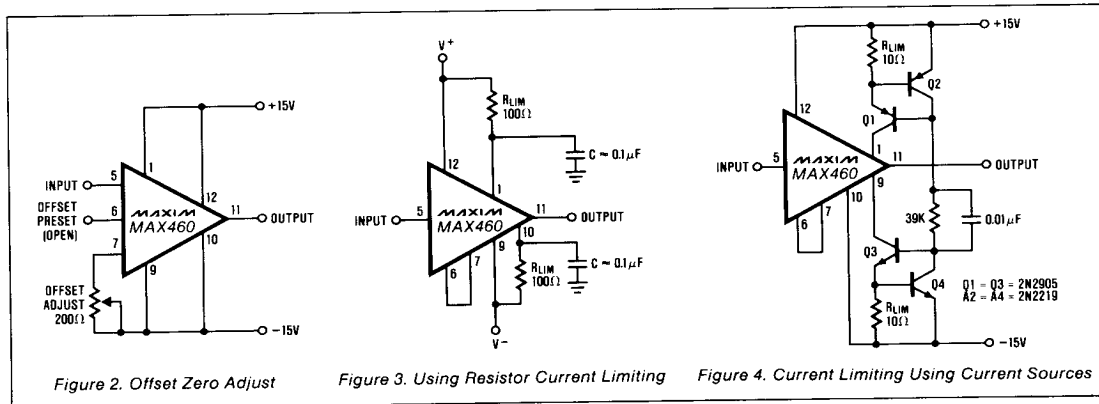 +15V
1
INPUT
5
OFFSET
PRESET
(OPEN)
6
MAXIM
MAX460
12
11
OUTPUT
7
9
10
OFFSET
ADJUST
200Ω
−15V
Figure 2. Offset Zero Adjust
V+
RLIM
100Ω
12
C ≈ 0.1μF
1
INPUT
5
MAXIM
MAX460
11
OUTPUT
10
9
6
7
C ≈ 0.1μF
RLIM
100Ω
V−
Figure 3. Using Resistor Current Limiting
+15V
RLIM
10Ω
Q2
12
Q1
1
INPUT
5
MAXIM
MAX460
11
OUTPUT
9
10
6
7
39K
0.01μF
Q3
Q4
Q1 = Q3 = 2N2905
A2 = A4 = 2N2219
RLIM
10Ω
−15V
Figure 4. Current Limiting Using Current Sources